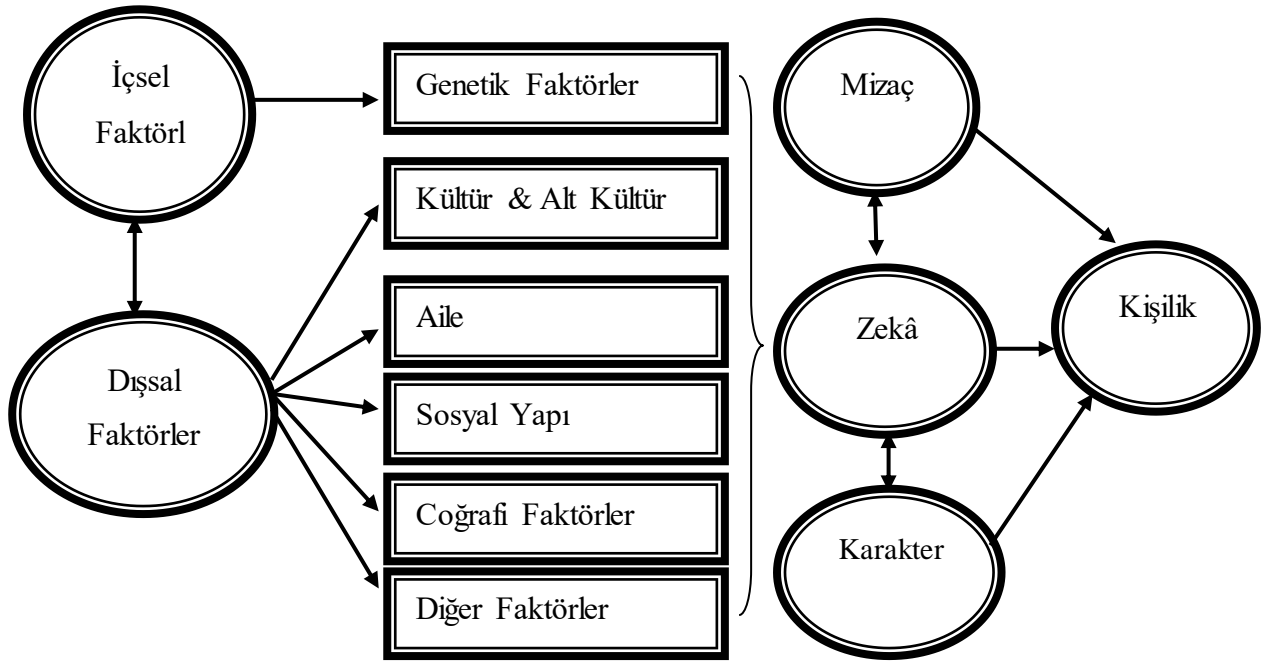 İçsel
Faktörl
Dışsal
Faktörler
Genetik Faktörler
Kültür & Alt Kültür
Aile
Sosyal Yapı
Coğrafi Faktörler
Diğer Faktörler
Mizaç
Zekâ
Karakter
Kişilik